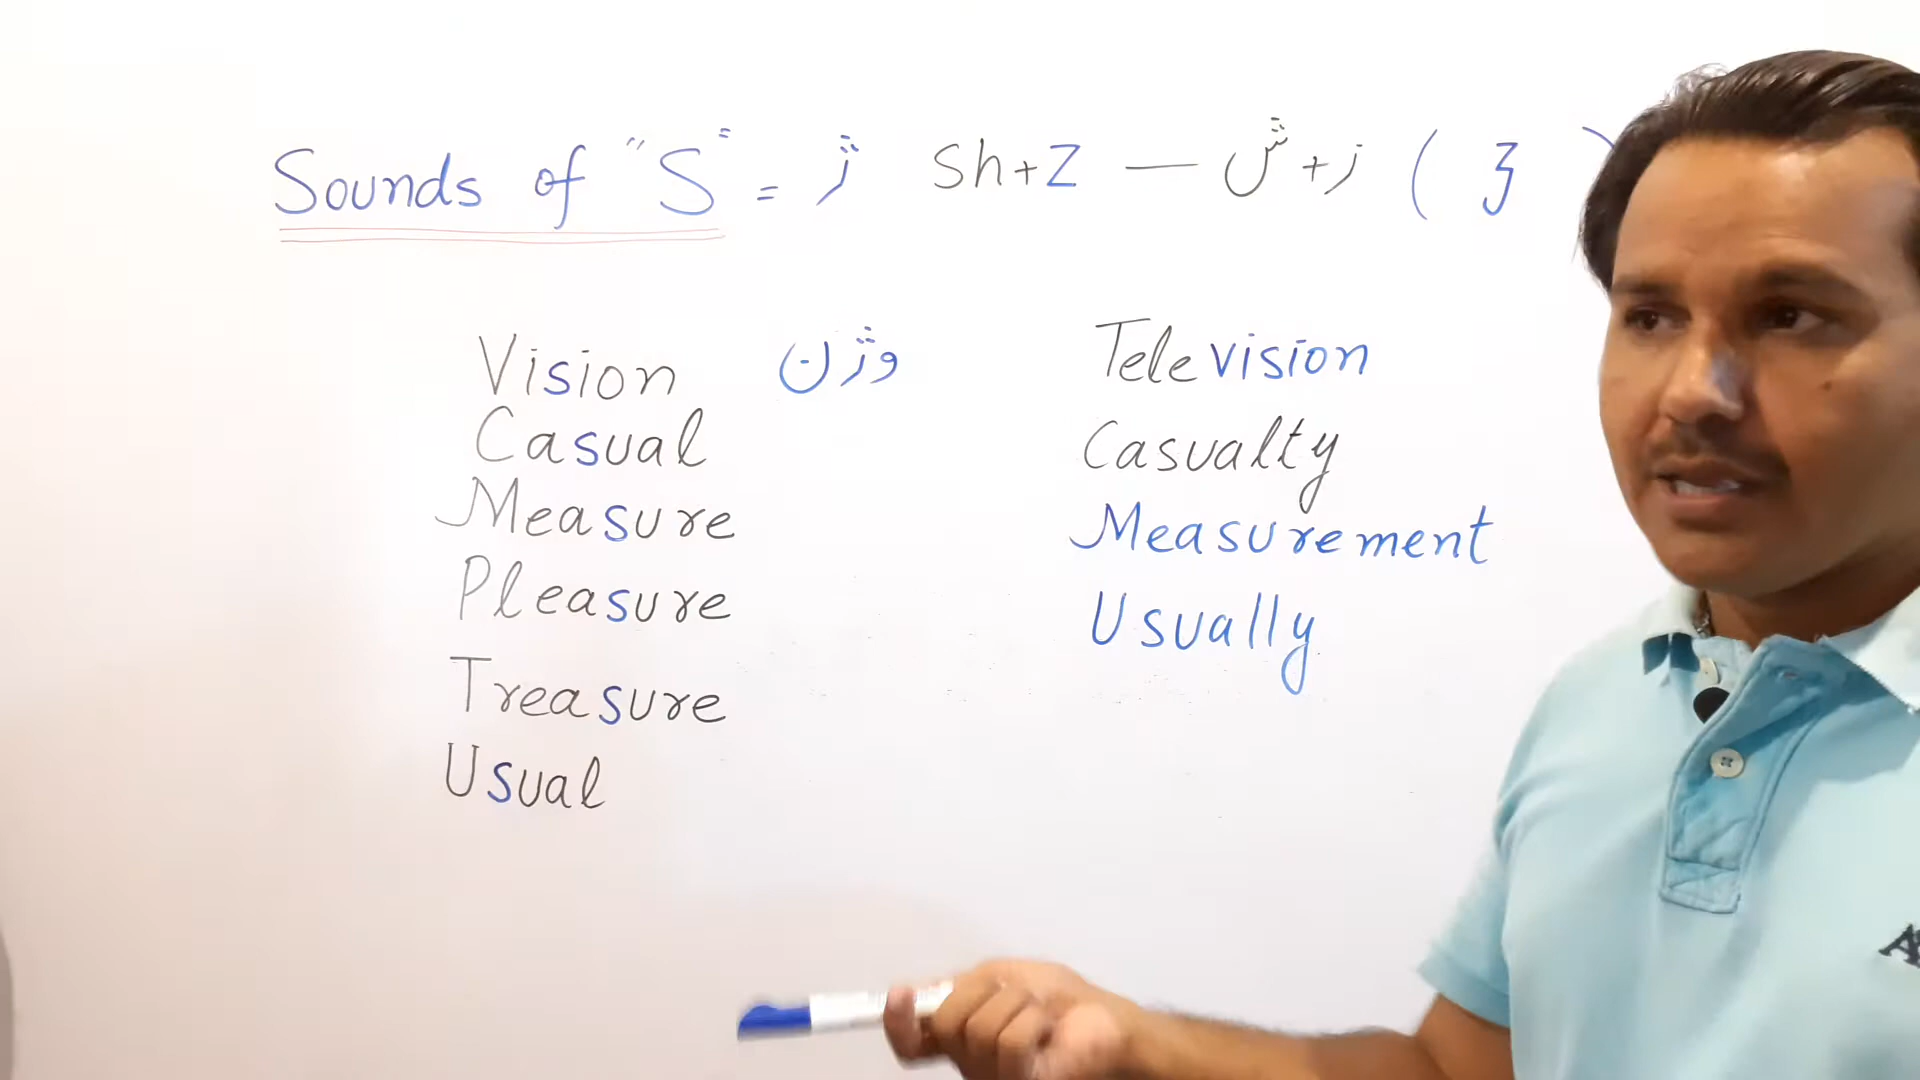 Sounds of "S" = ژ Sh+Z — ش + ز ( ʒ )
Vision وژن Television
Casual Casualty
Measure Measurement
Pleasure Usually
Treasure
Usual